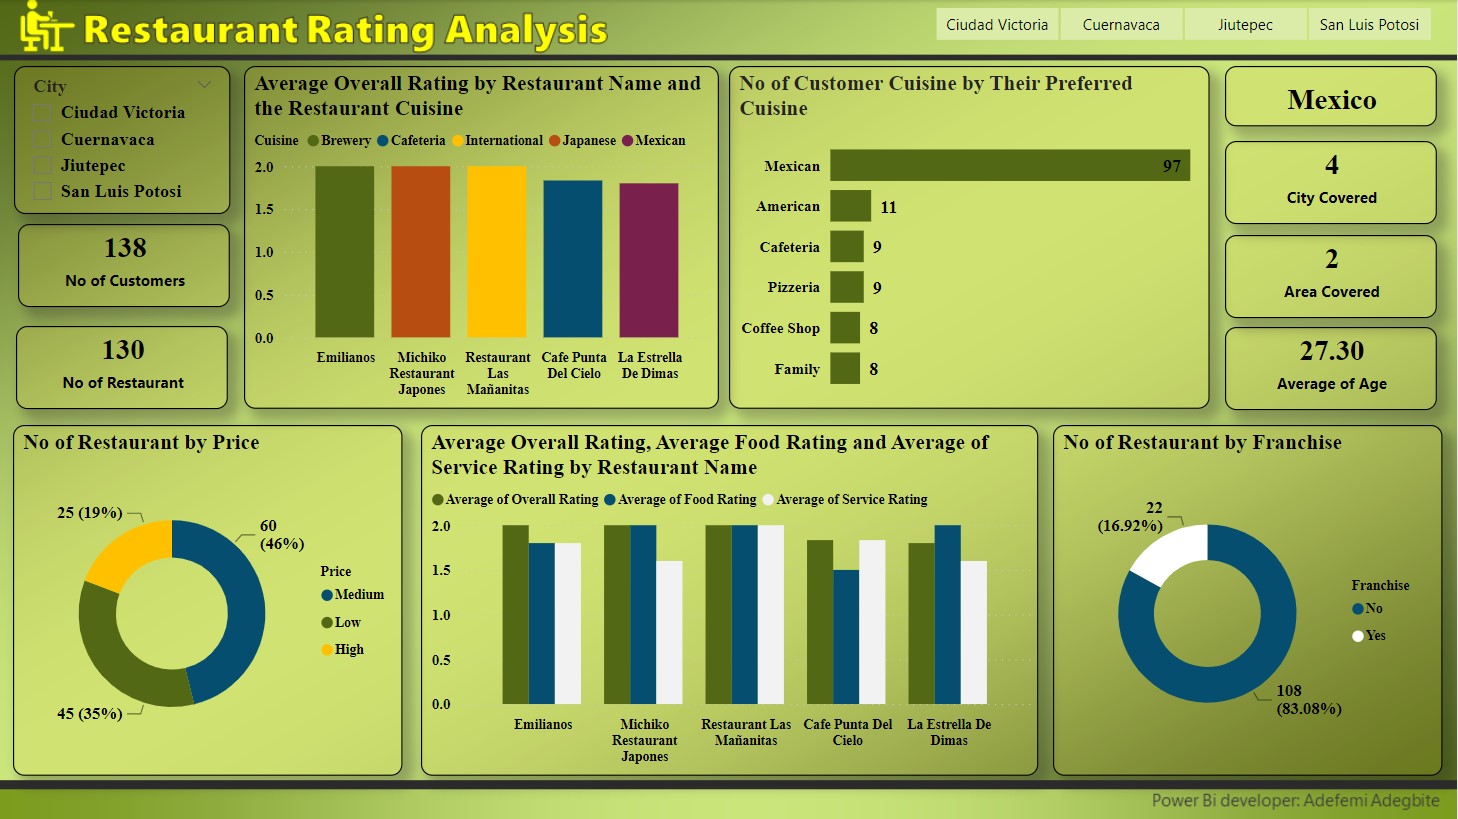 Restaurant Rating Analysis
Ciudad Victoria
Cuernavaca
Jiutepec
San Luis Potosi
City
Ciudad Victoria
Cuernavaca
Jiutepec
San Luis Potosi
138
No of Customers
130
No of Restaurant
Average Overall Rating by Restaurant Name and
the Restaurant Cuisine
Cuisine Brewery Cafeteria International Japanese Mexican
2.0
1.5
1.0
0.5
0.0
Emilianos
Michiko
Restaurant
Japones
Restaurant
Las
Mañanitas
Cafe Punta
Del Cielo
La Estrella
De Dimas
No of Customer Cuisine by Their Preferred
Cuisine
Mexican 97
American 11
Cafeteria 9
Pizzeria 9
Coffee Shop 8
Family 8
Mexico
4
City Covered
2
Area Covered
27.30
Average of Age
No of Restaurant by Price
25 (19%)
60
(46%)
45 (35%)
Price
Medium
Low
High
Average Overall Rating, Average Food Rating and Average of
Service Rating by Restaurant Name
Average of Overall Rating Average of Food Rating Average of Service Rating
2.0
1.5
1.0
0.5
0.0
Emilianos
Michiko
Restaurant
Japones
Restaurant Las
Mañanitas
Cafe Punta Del
Cielo
La Estrella De
Dimas
No of Restaurant by Franchise
22
(16.92%)
108
(83.08%)
Franchise
No
Yes
Power Bi developer: Adefemi Adegbite